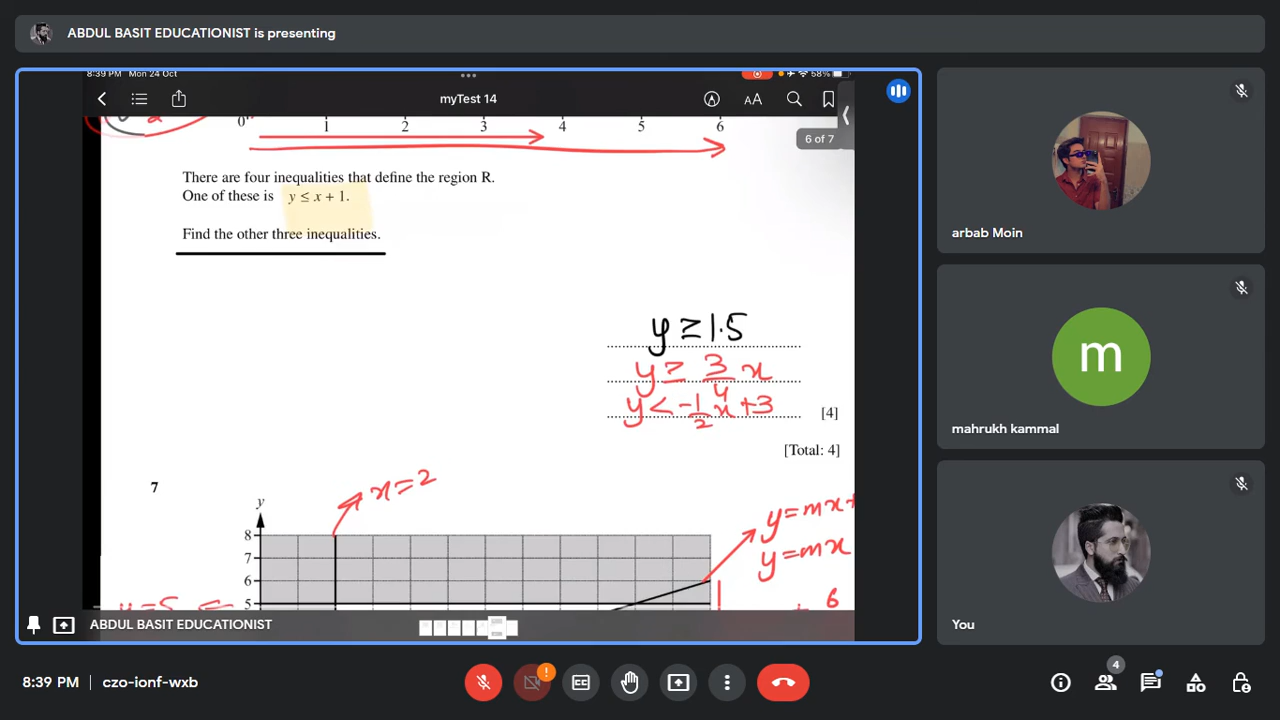 ABDUL BASIT EDUCATIONIST is presenting
8:39 PM Mon 24 Oct
58%
myTest 14
AA
6 of 7
2
0 1 2 3 4 5 6
There are four inequalities that define the region R.
One of these is y ≤ x + 1.
Find the other three inequalities.
y ≥ 1.5
y ≥ 3/4 x
y < -1/2 x + 3
[4]
[Total: 4]
7
x = 2
y
y = mx+
y = mx
8
7
6
5
y = 5
6
ABDUL BASIT EDUCATIONIST
arbab Moin
m
mahrukh kammal
You
8:39 PM | czo-ionf-wxb
4